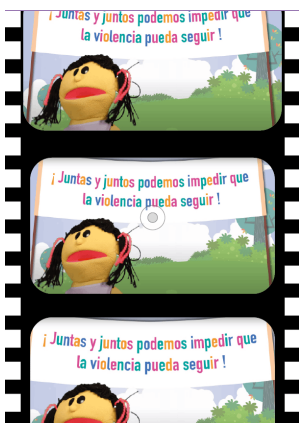 ¡ Juntas y juntos podemos impedir que
la violencia pueda seguir !
¡ Juntas y juntos podemos impedir que
la violencia pueda seguir !
¡ Juntas y juntos podemos impedir que
la violencia pueda seguir !